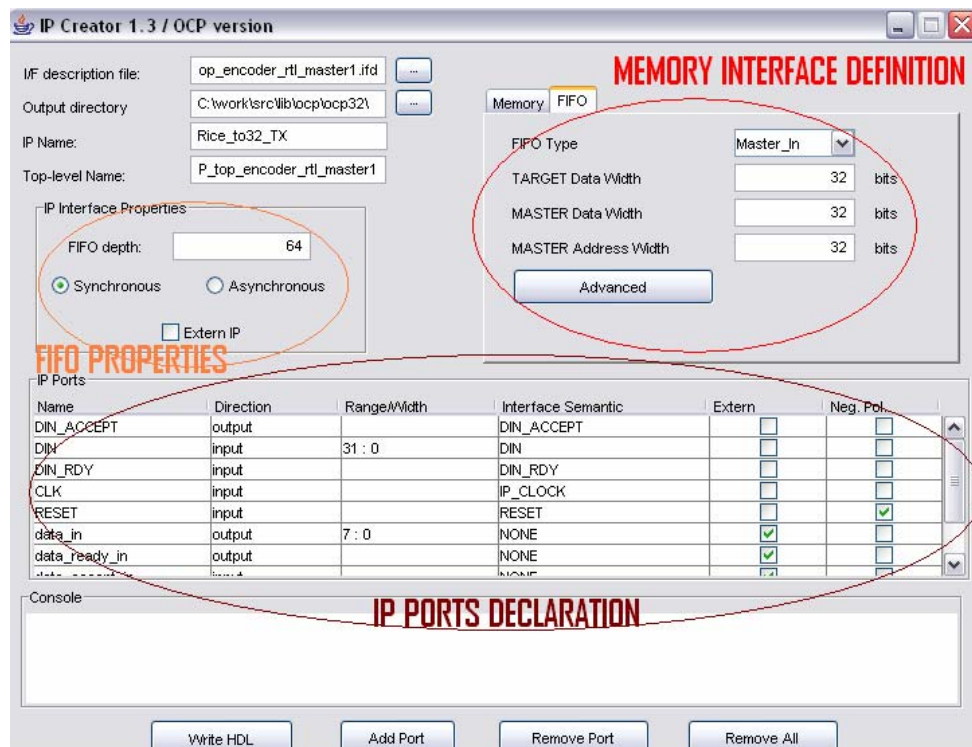 IP Creator 1.3 / OCP version
MEMORY INTERFACE DEFINITION
I/F description file: op_encoder_rtl_master1.ifd ...
Output directory C:\work\src\lib\ocp\ocp32\ ...
IP Name: Rice_to32_TX
Top-level Name: P_top_encoder_rtl_master1
Memory FIFO
FIFO Type Master_In
TARGET Data Width 32 bits
MASTER Data Width 32 bits
MASTER Address Width 32 bits
Advanced
IP Interface Properties
FIFO depth: 64
Synchronous Asynchronous
Extern IP
FIFO PROPERTIES
IP Ports
Name Direction Range/Width Interface Semantic Extern Neg. Pol...
DIN_ACCEPT output DIN_ACCEPT
DIN input 31 : 0 DIN
DIN_RDY input DIN_RDY
CLK input IP_CLOCK
RESET input RESET
data_in output 7 : 0 NONE
data_ready_in output NONE
Console
IP PORTS DECLARATION
Write HDL Add Port Remove Port Remove All